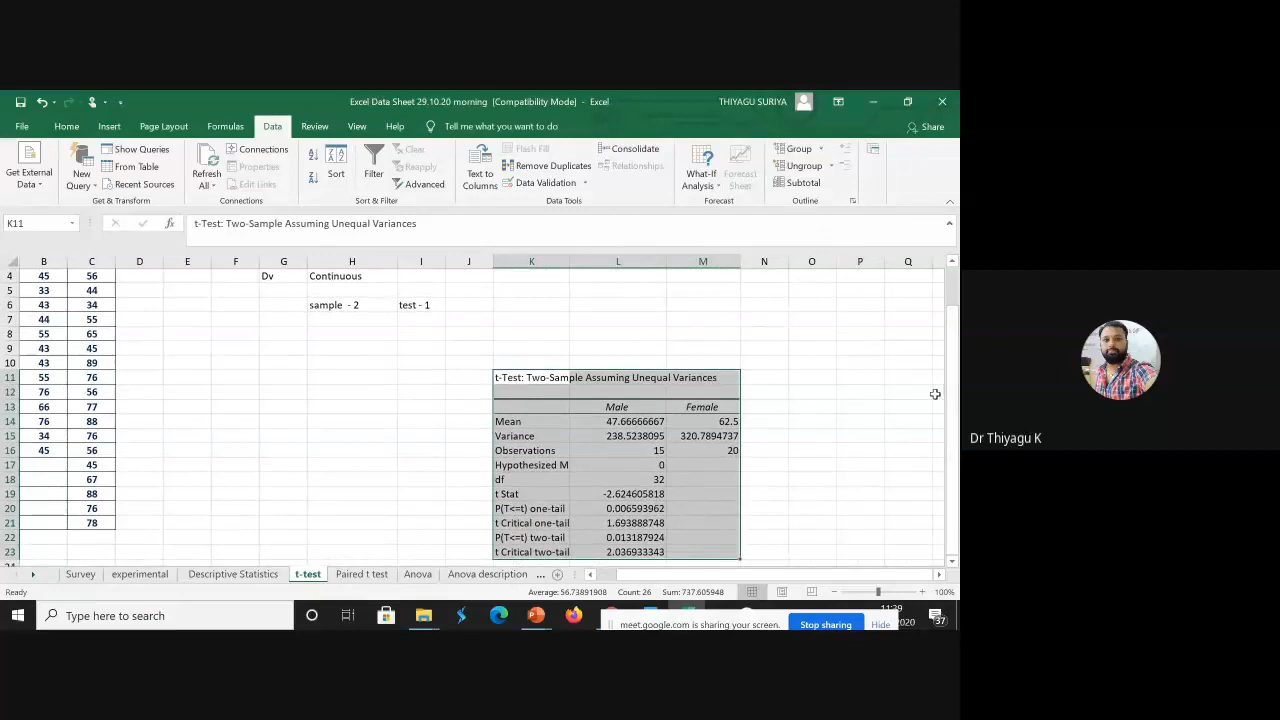 Excel Data Sheet 29.10.20 morning [Compatibility Mode] - Excel
THIYAGU SURIYA
File Home Insert Page Layout Formulas Data Review View Help Tell me what you want to do Share
Get External Data
New Query
Show Queries
From Table
Recent Sources
Get & Transform
Refresh All
Connections
Properties
Edit Links
Connections
Sort
Filter
Clear
Reapply
Advanced
Sort & Filter
Text to Columns
Flash Fill
Remove Duplicates
Data Validation
Consolidate
Relationships
Data Tools
What-If Analysis
Forecast Sheet
Forecast
Group
Ungroup
Subtotal
Outline
K11 fx t-Test: Two-Sample Assuming Unequal Variances
B C D E F G H I J K L M N O P Q
4 45 56 Dv Continuous
5 33 44
6 43 34 sample - 2 test - 1
7 44 55
8 55 65
9 43 45
10 43 89
11 55 76 t-Test: Two-Sample Assuming Unequal Variances
12 76 56
13 66 77 Male Female
14 76 88 Mean 47.66666667 62.5
15 34 76 Variance 238.5238095 320.7894737
16 45 56 Observations 15 20
17 45 Hypothesized M 0
18 67 df 32
19 88 t Stat -2.624605818
20 76 P(T<=t) one-tail 0.006593962
21 78 t Critical one-tail 1.693888748
22 P(T<=t) two-tail 0.013187924
23 t Critical two-tail 2.036933343
Survey experimental Descriptive Statistics t-test Paired t test Anova Anova description ...
Ready Average: 56.73891908 Count: 26 Sum: 737.605948 100%
Type here to search
meet.google.com is sharing your screen. Stop sharing Hide
37
Dr Thiyagu K